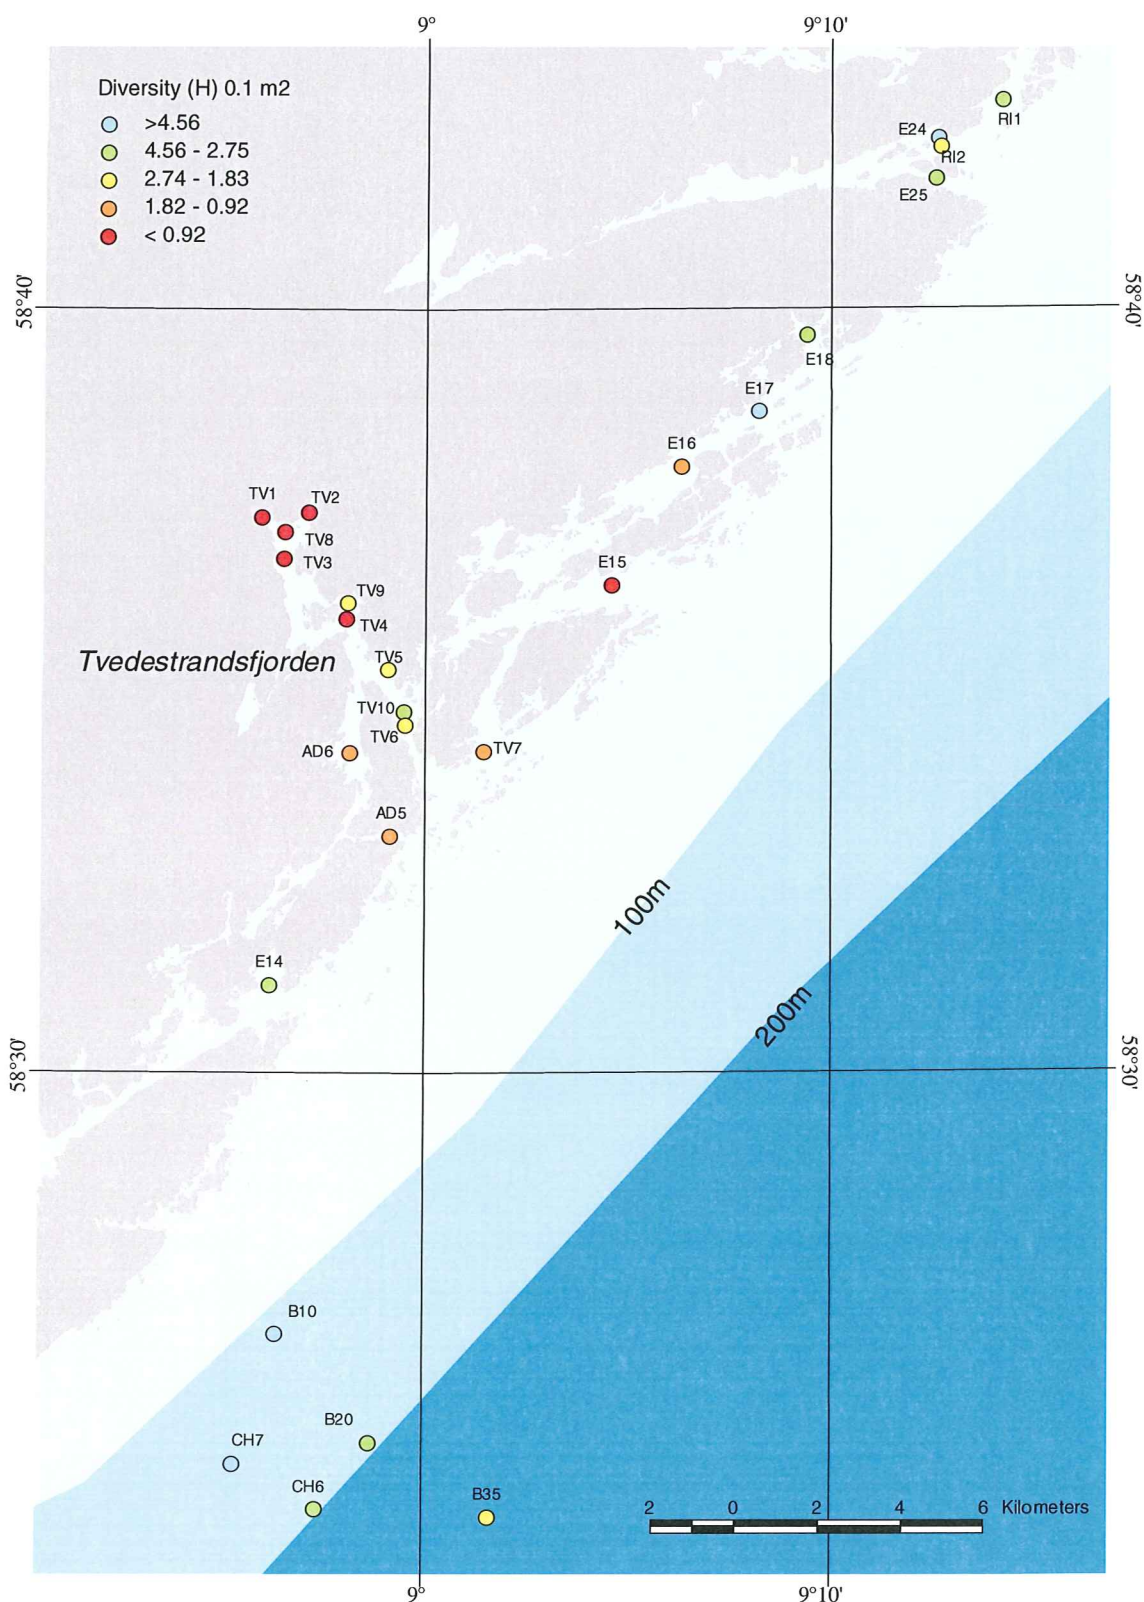 9°
9°10'
Diversity (H) 0.1 m2
>4.56
4.56 - 2.75
2.74 - 1.83
1.82 - 0.92
< 0.92
RI1
E24
RI2
E25
58°40'
58°40'
E18
E17
E16
TV1
TV2
TV8
TV3
E15
TV9
TV4
Tvedestrandsfjorden
TV5
TV10
TV6
AD6
TV7
AD5
100m
E14
200m
58°30'
58°30'
B10
B20
CH7
CH6
B35
2 0 2 4 6 Kilometers
9°
9°10'